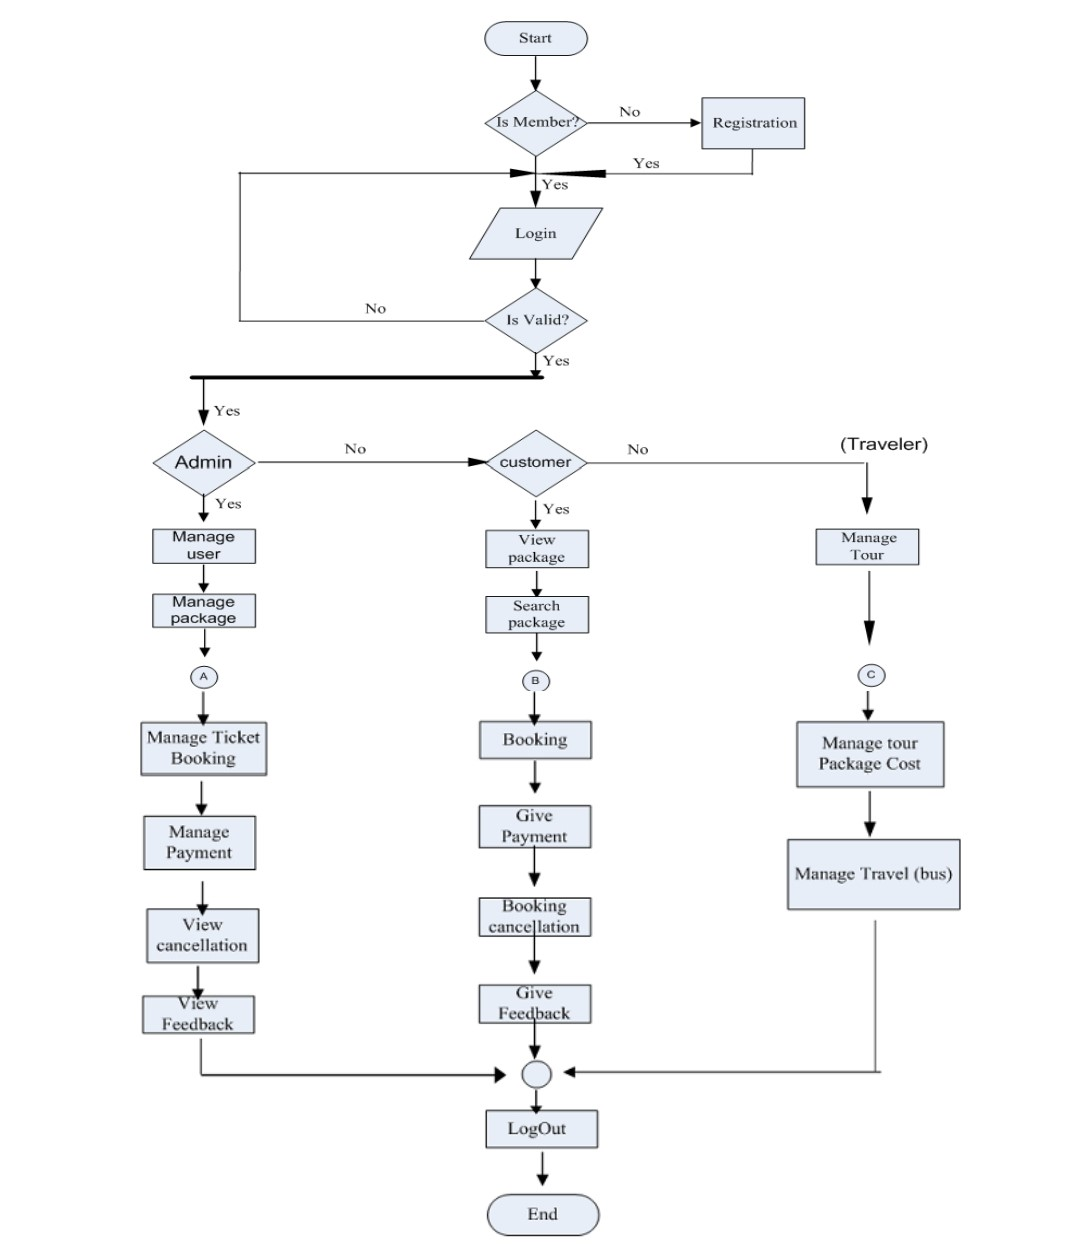 Start
Is Member?
No
Registration
Yes
Yes
Login
Is Valid?
No
Yes
Yes
Admin
No
customer
No
(Traveler)
Yes
Yes
Manage
user
View
package
Manage
Tour
Manage
package
Search
package
A
B
C
Manage Ticket
Booking
Booking
Manage tour
Package Cost
Manage
Payment
Give
Payment
Manage Travel (bus)
View
cancellation
Booking
cancellation
View
Feedback
Give
Feedback
LogOut
End